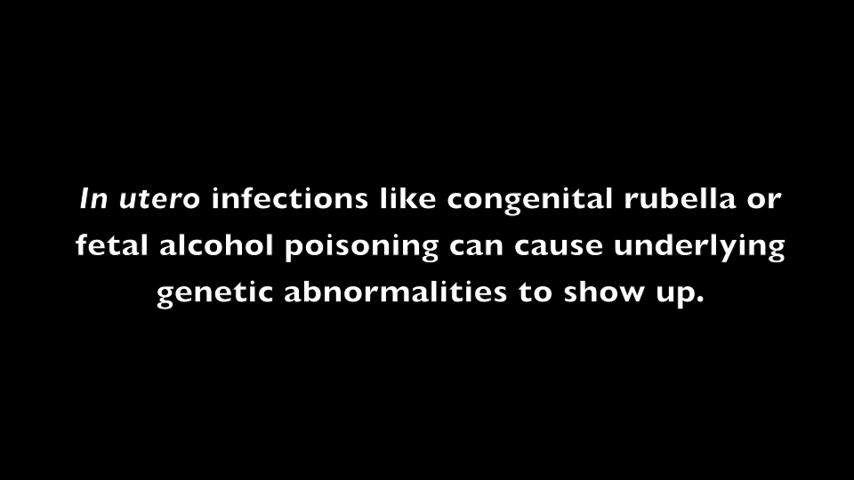 In utero infections like congenital rubella or
fetal alcohol poisoning can cause underlying
genetic abnormalities to show up.